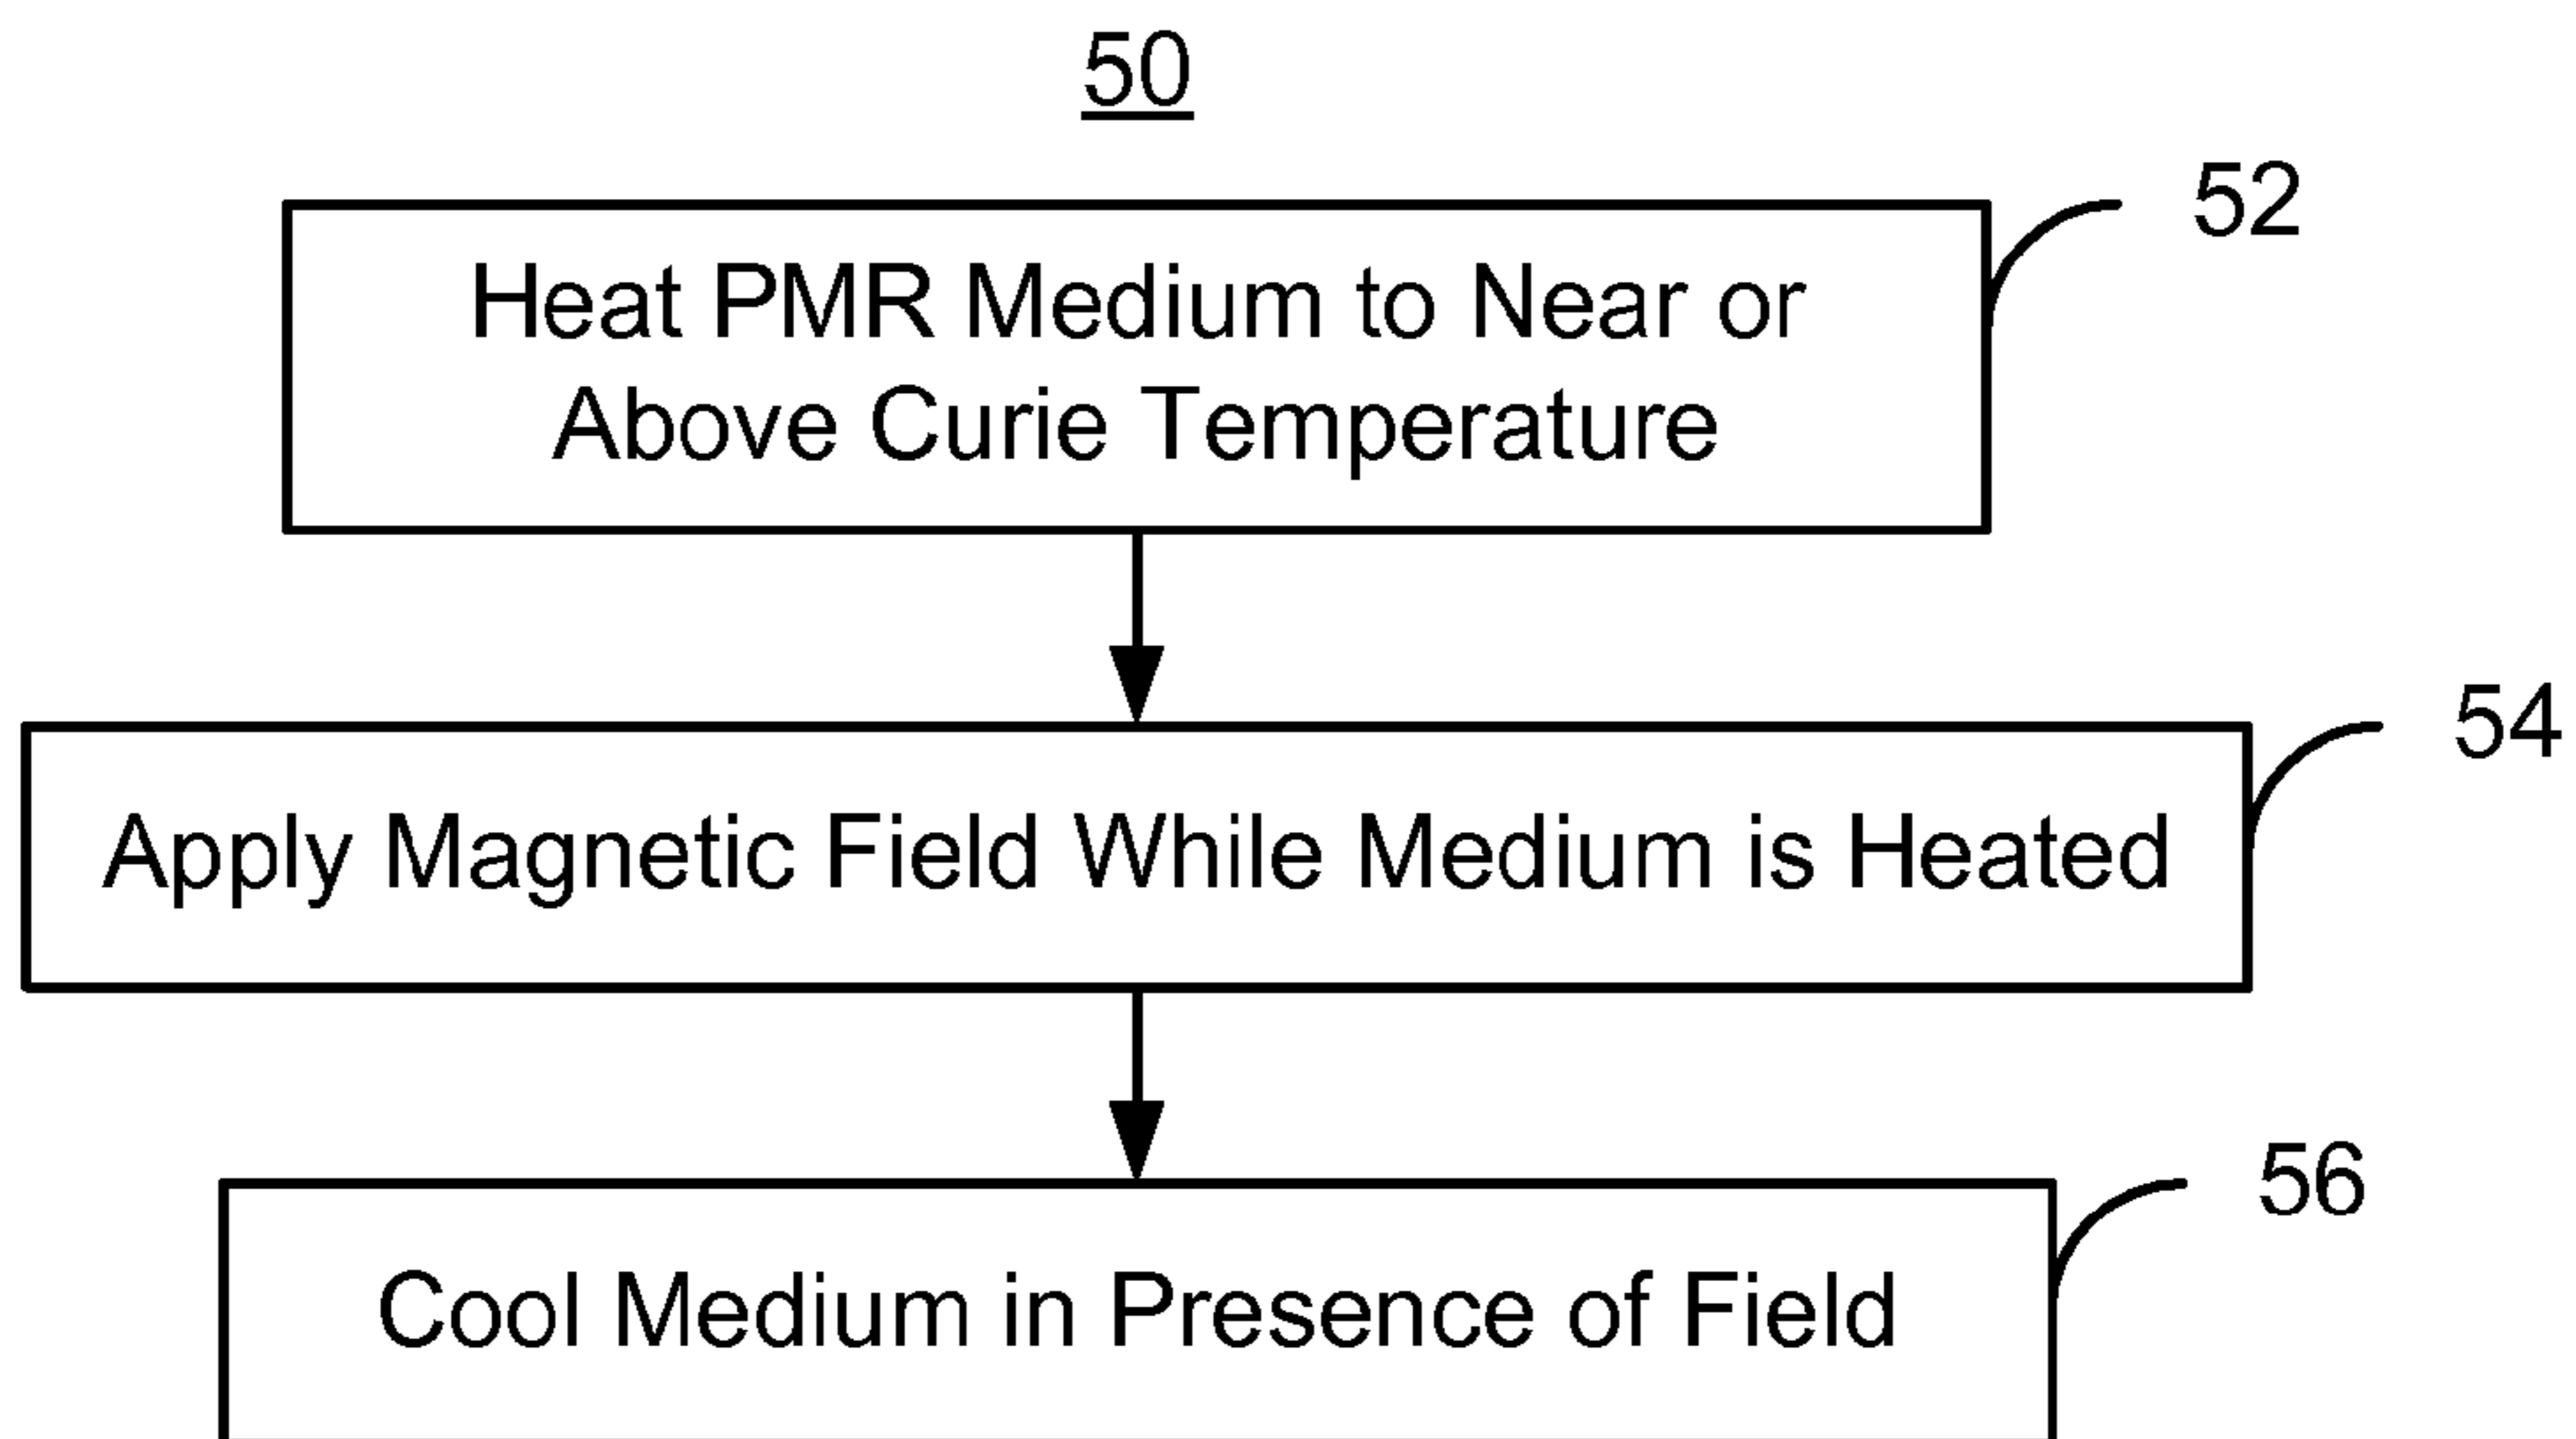 50
52
Heat PMR Medium to Near or
Above Curie Temperature
54
Apply Magnetic Field While Medium is Heated
56
Cool Medium in Presence of Field